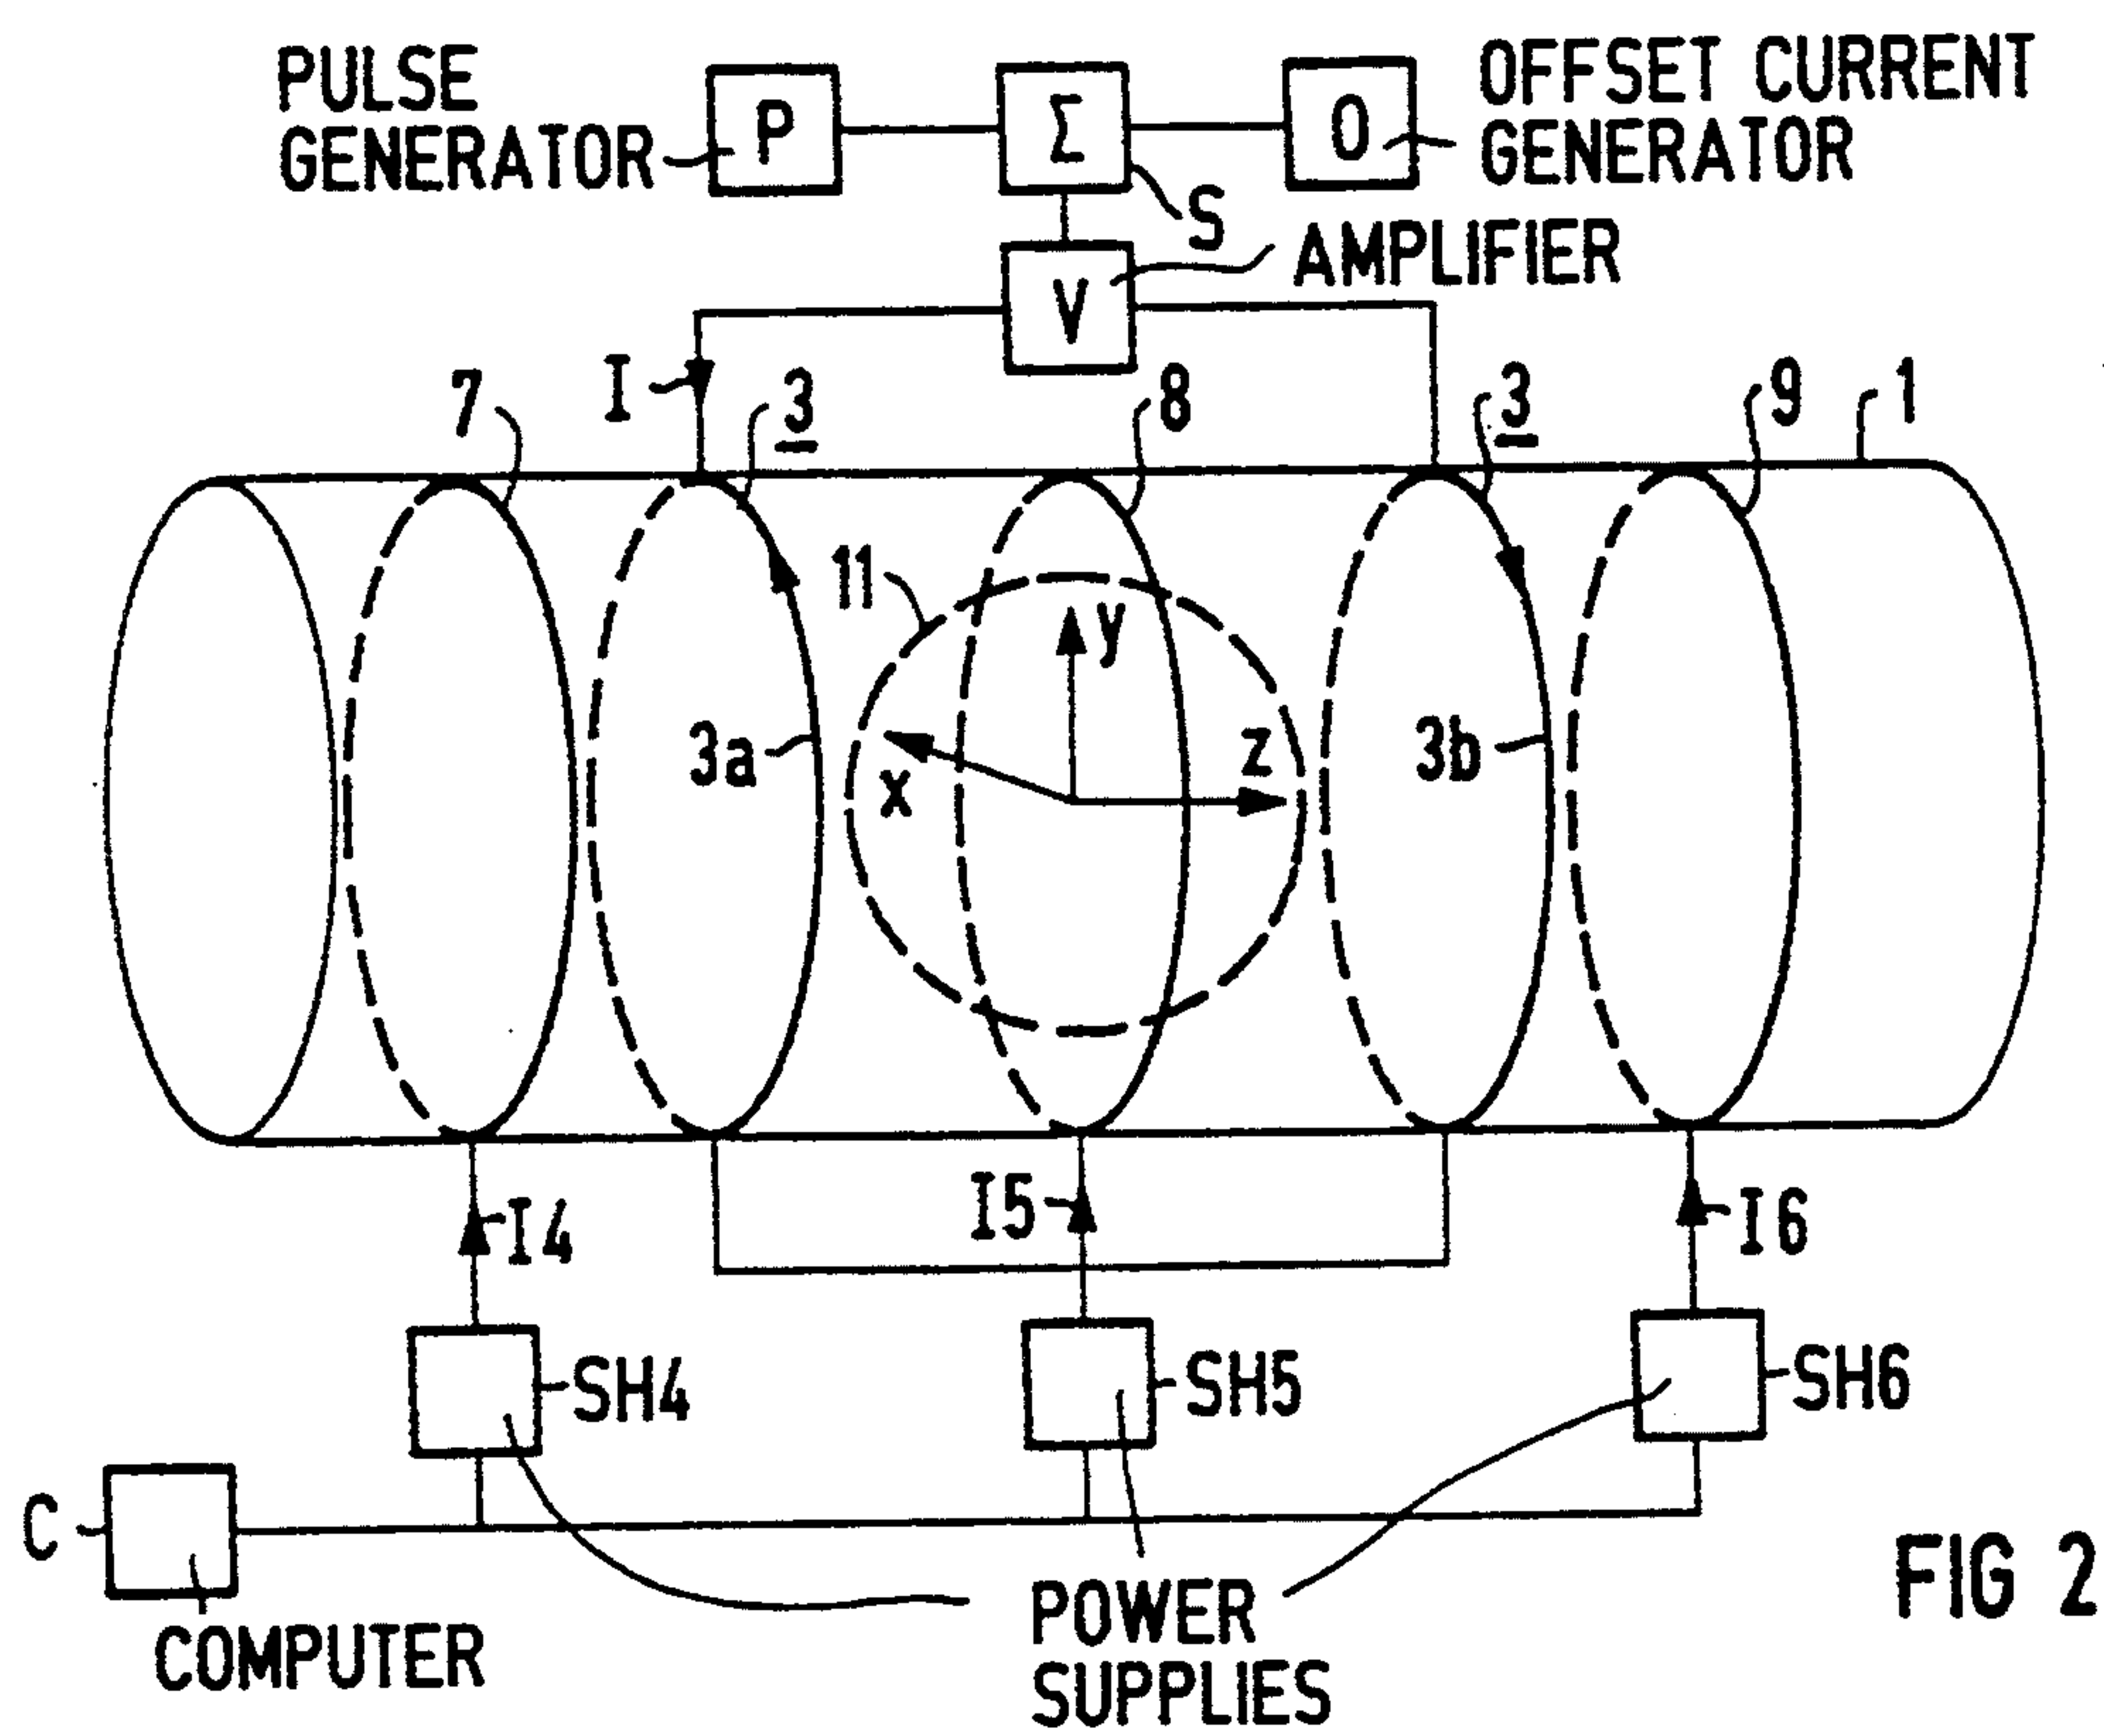 PULSE
GENERATOR
P
Σ
O
OFFSET CURRENT
GENERATOR
S
AMPLIFIER
V
I
7
3
8
3
9
1
11
y
3a
x
z
3b
I4
I5
I6
SH4
SH5
SH6
C
COMPUTER
POWER
SUPPLIES
FIG 2